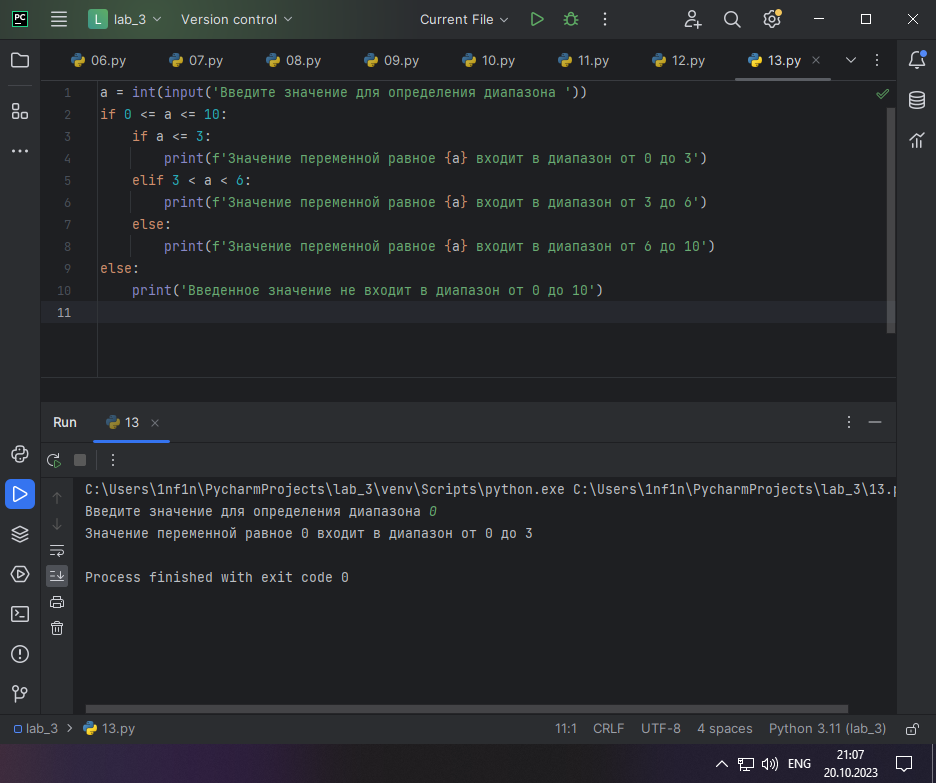 PC L lab_3 Version control Current File
06.py 07.py 08.py 09.py 10.py 11.py 12.py 13.py
1 a = int(input('Введите значение для определения диапазона '))
2 if 0 <= a <= 10:
3 if a <= 3:
4 print(f'Значение переменной равное {a} входит в диапазон от 0 до 3')
5 elif 3 < a < 6:
6 print(f'Значение переменной равное {a} входит в диапазон от 3 до 6')
7 else:
8 print(f'Значение переменной равное {a} входит в диапазон от 6 до 10')
9 else:
10 print('Введенное значение не входит в диапазон от 0 до 10')
11
Run 13
C:\Users\1nf1n\PycharmProjects\lab_3\venv\Scripts\python.exe C:\Users\1nf1n\PycharmProjects\lab_3\13.p
Введите значение для определения диапазона 0
Значение переменной равное 0 входит в диапазон от 0 до 3
Process finished with exit code 0
lab_3 > 13.py 11:1 CRLF UTF-8 4 spaces Python 3.11 (lab_3)
ENG 21:07
20.10.2023